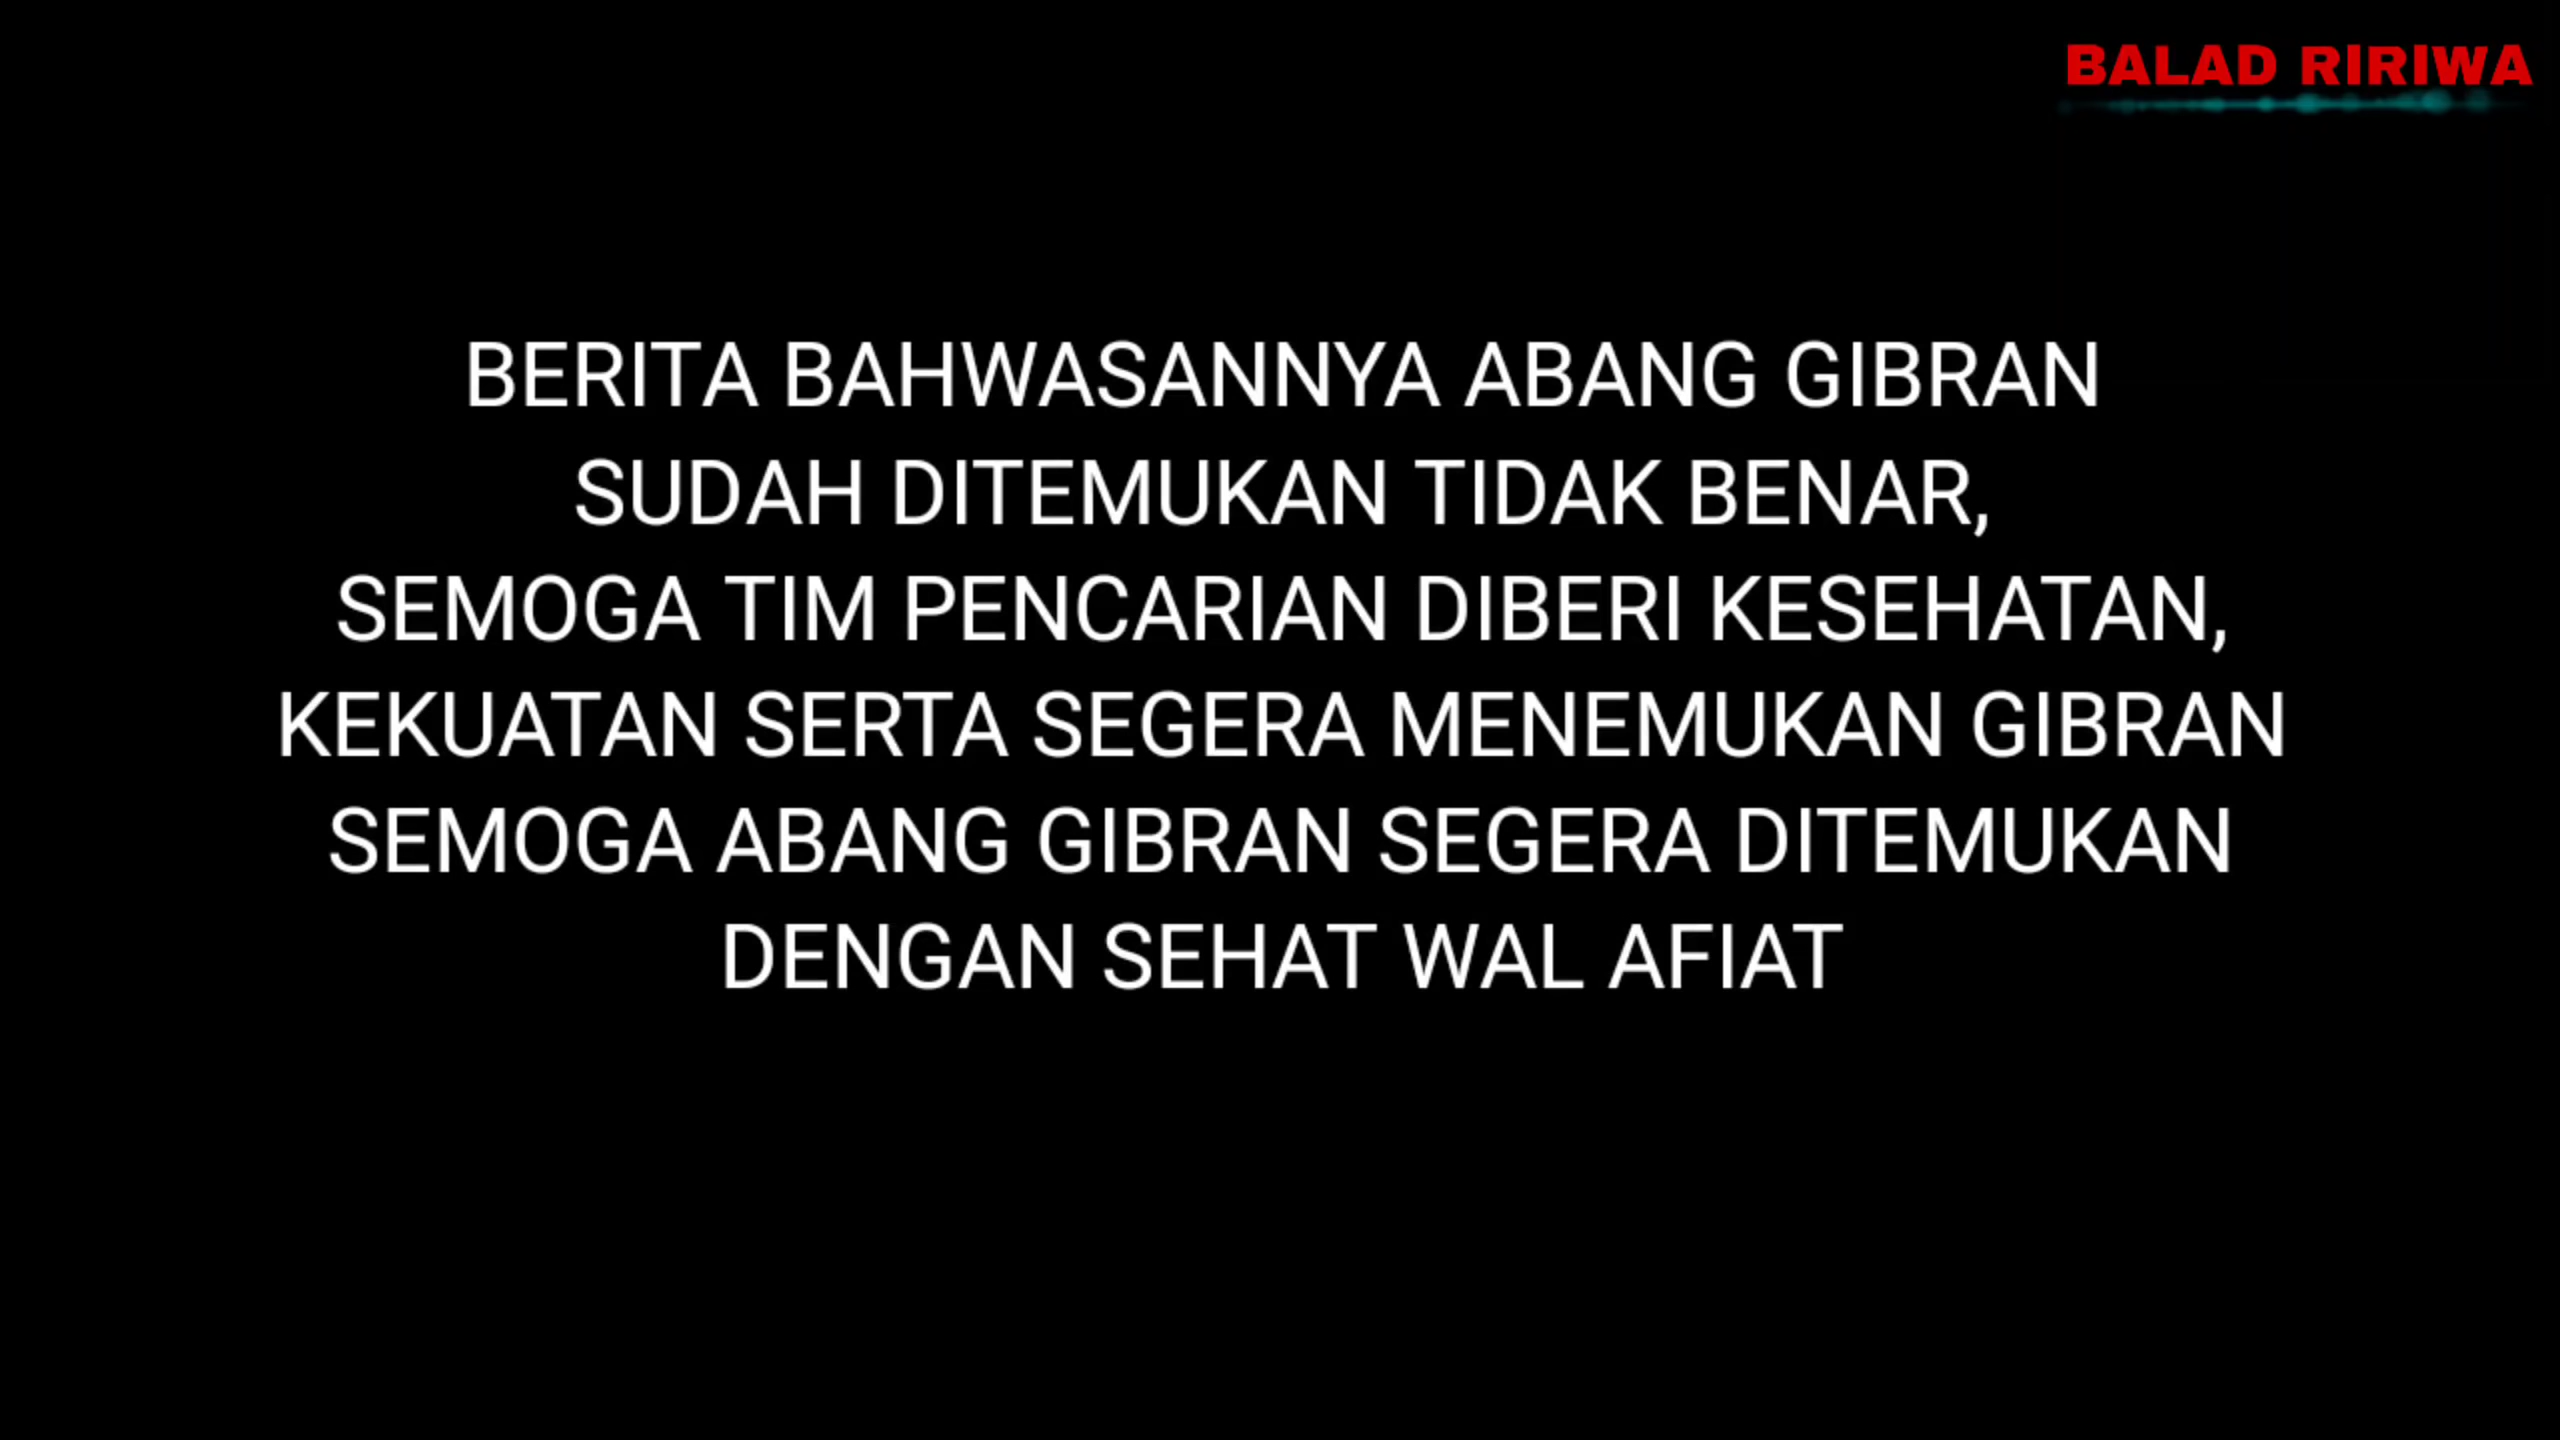 BALAD RIRIWA
BERITA BAHWASANNYA ABANG GIBRAN
SUDAH DITEMUKAN TIDAK BENAR,
SEMOGA TIM PENCARIAN DIBERI KESEHATAN,
KEKUATAN SERTA SEGERA MENEMUKAN GIBRAN
SEMOGA ABANG GIBRAN SEGERA DITEMUKAN
DENGAN SEHAT WAL AFIAT